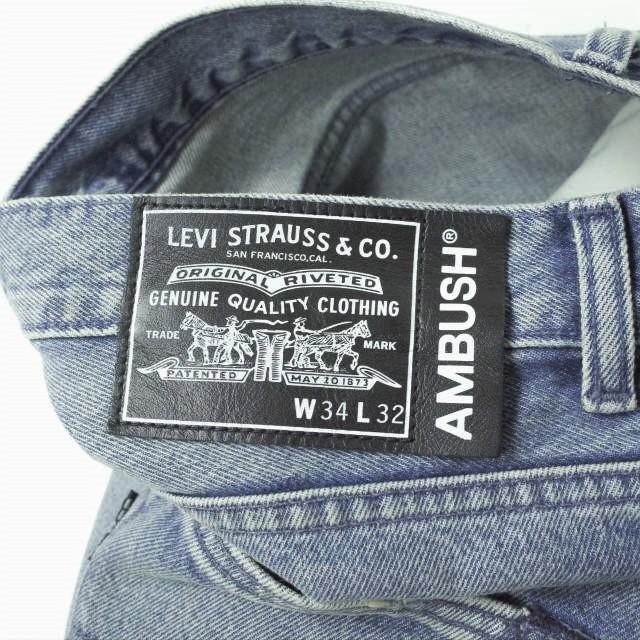 LEVI STRAUSS & CO.
SAN FRANCISCO, CAL.
ORIGINAL RIVETED
GENUINE QUALITY CLOTHING
TRADE MARK
PATENTED MAY 20 1873
W 34 L 32
AMBUSH®